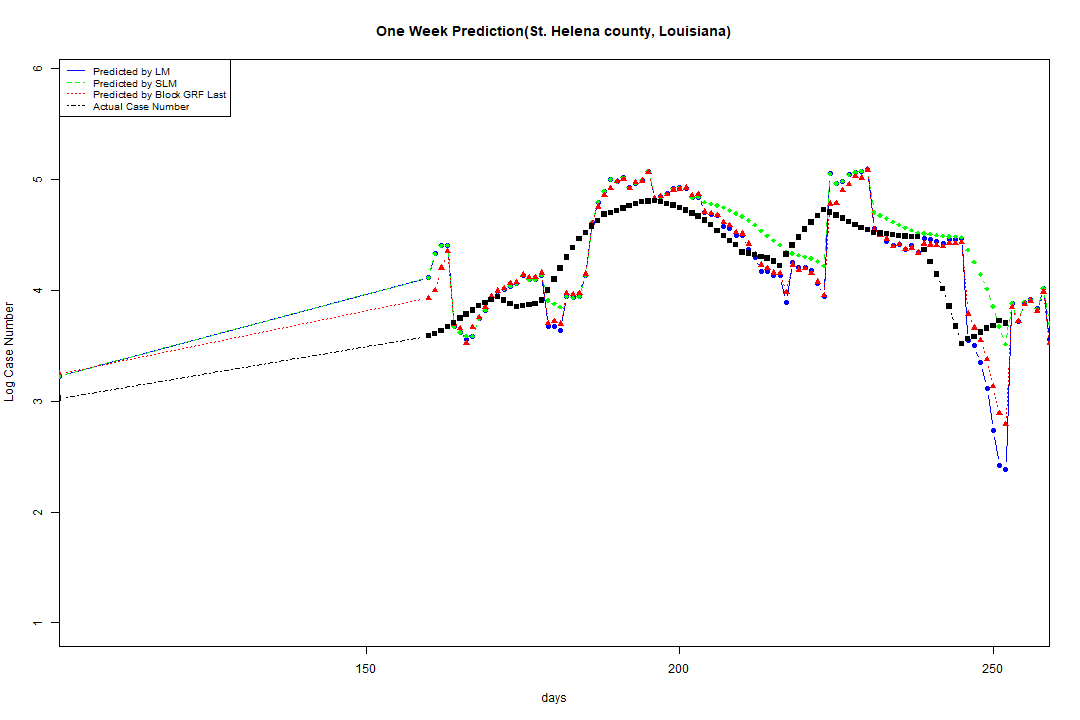 One Week Prediction(St. Helena county, Louisiana)
Predicted by LM
Predicted by SLM
Predicted by Block GRF Last
Actual Case Number
6
5
4
3
2
1
Log Case Number
150 200 250
days